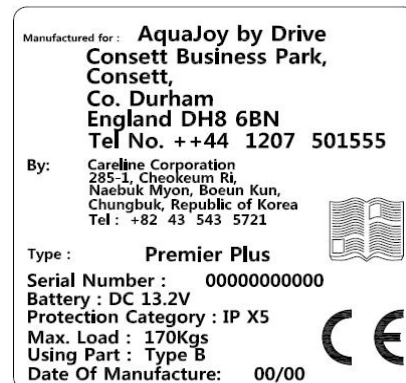 Manufactured for : AquaJoy by Drive
Consett Business Park,
Consett,
Co. Durham
England DH8 6BN
Tel No. ++44 1207 501555
By: Careline Corporation
285-1, Cheokeum Ri,
Naebuk Myon, Boeun Kun,
Chungbuk, Republic of Korea
Tel : +82 43 543 5721
Type : Premier Plus
Serial Number : 00000000000
Battery : DC 13.2V
Protection Category : IP X5
Max. Load : 170Kgs
Using Part : Type B
Date Of Manufacture: 00/00
CE